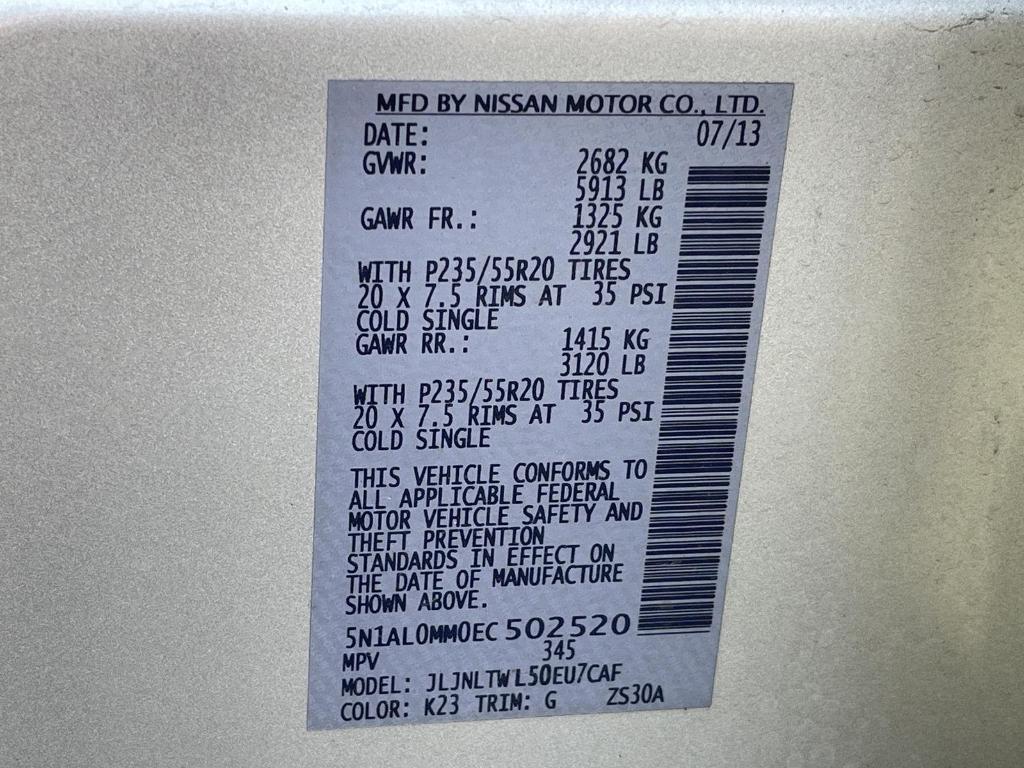 MFD BY NISSAN MOTOR CO., LTD.
DATE: 07/13
GVWR: 2682 KG
5913 LB
GAWR FR.: 1325 KG
2921 LB
WITH P235/55R20 TIRES
20 X 7.5 RIMS AT 35 PSI
COLD SINGLE
GAWR RR.: 1415 KG
3120 LB
WITH P235/55R20 TIRES
20 X 7.5 RIMS AT 35 PSI
COLD SINGLE
THIS VEHICLE CONFORMS TO
ALL APPLICABLE FEDERAL
MOTOR VEHICLE SAFETY AND
THEFT PREVENTION
STANDARDS IN EFFECT ON
THE DATE OF MANUFACTURE
SHOWN ABOVE.
5N1AL0MM0EC 502520
MPV 345
MODEL: JLJNLTWL50EU7CAF
COLOR: K23 TRIM: G ZS30A